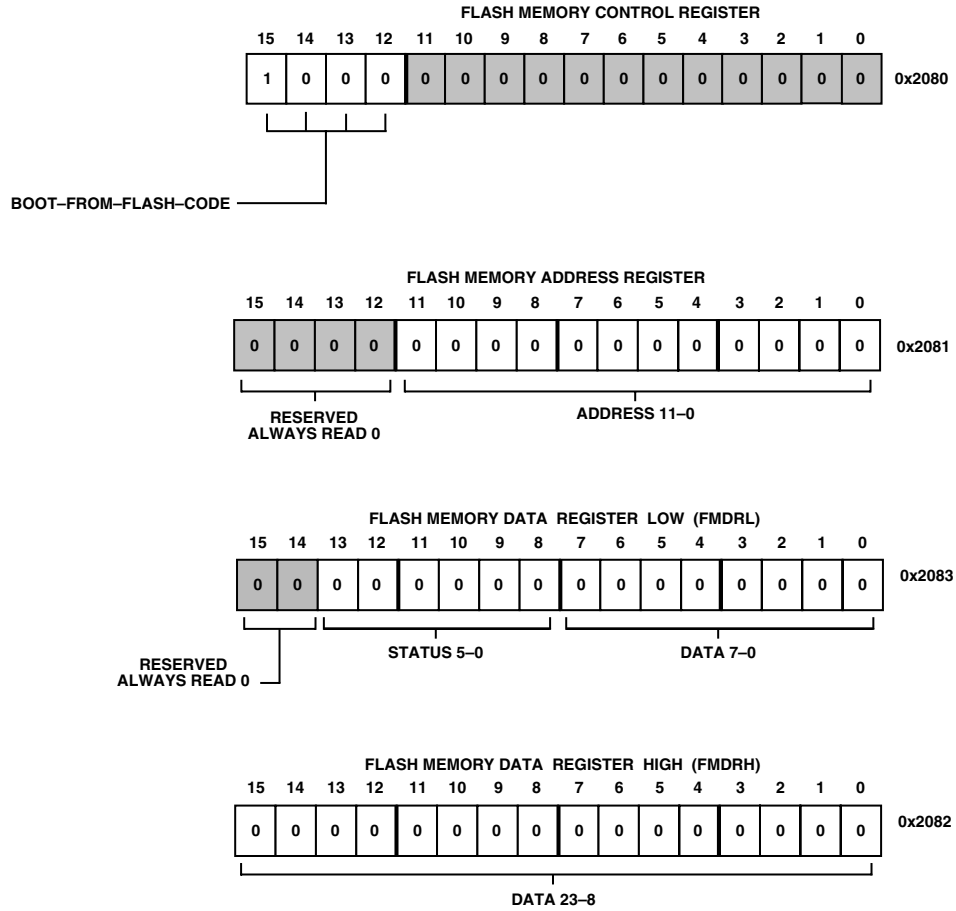 FLASH MEMORY CONTROL REGISTER
15 14 13 12 11 10 9 8 7 6 5 4 3 2 1 0
1 0 0 0 0 0 0 0 0 0 0 0 0 0 0 0 0x2080
BOOT–FROM–FLASH–CODE
FLASH MEMORY ADDRESS REGISTER
15 14 13 12 11 10 9 8 7 6 5 4 3 2 1 0
0 0 0 0 0 0 0 0 0 0 0 0 0 0 0 0 0x2081
RESERVED
ALWAYS READ 0
ADDRESS 11–0
FLASH MEMORY DATA REGISTER LOW (FMDRL)
15 14 13 12 11 10 9 8 7 6 5 4 3 2 1 0
0 0 0 0 0 0 0 0 0 0 0 0 0 0 0 0 0x2083
STATUS 5–0 DATA 7–0
RESERVED
ALWAYS READ 0
FLASH MEMORY DATA REGISTER HIGH (FMDRH)
15 14 13 12 11 10 9 8 7 6 5 4 3 2 1 0
0 0 0 0 0 0 0 0 0 0 0 0 0 0 0 0 0x2082
DATA 23–8